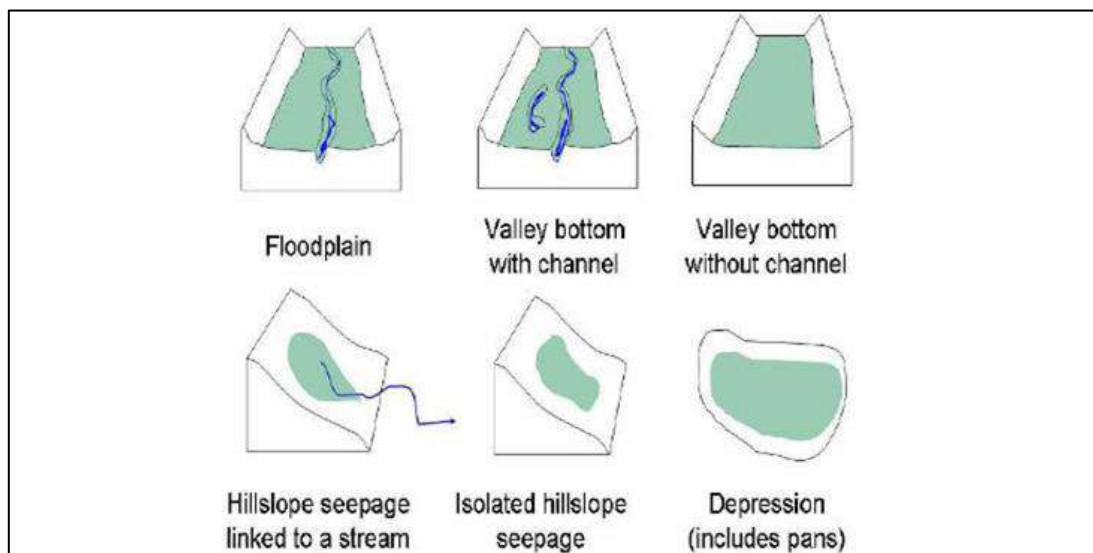 Floodplain
Valley bottom
with channel
Valley bottom
without channel
Hillslope seepage
linked to a stream
Isolated hillslope
seepage
Depression
(includes pans)